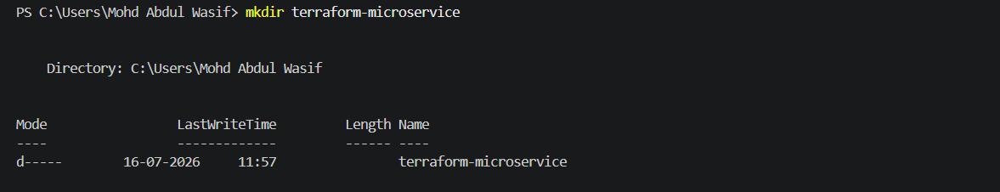 PS C:\Users\Mohd Abdul Wasif> mkdir terraform-microservice
Directory: C:\Users\Mohd Abdul Wasif
Mode LastWriteTime Length Name
---- ------------- ------ ----
d----- 16-07-2026 11:57 terraform-microservice